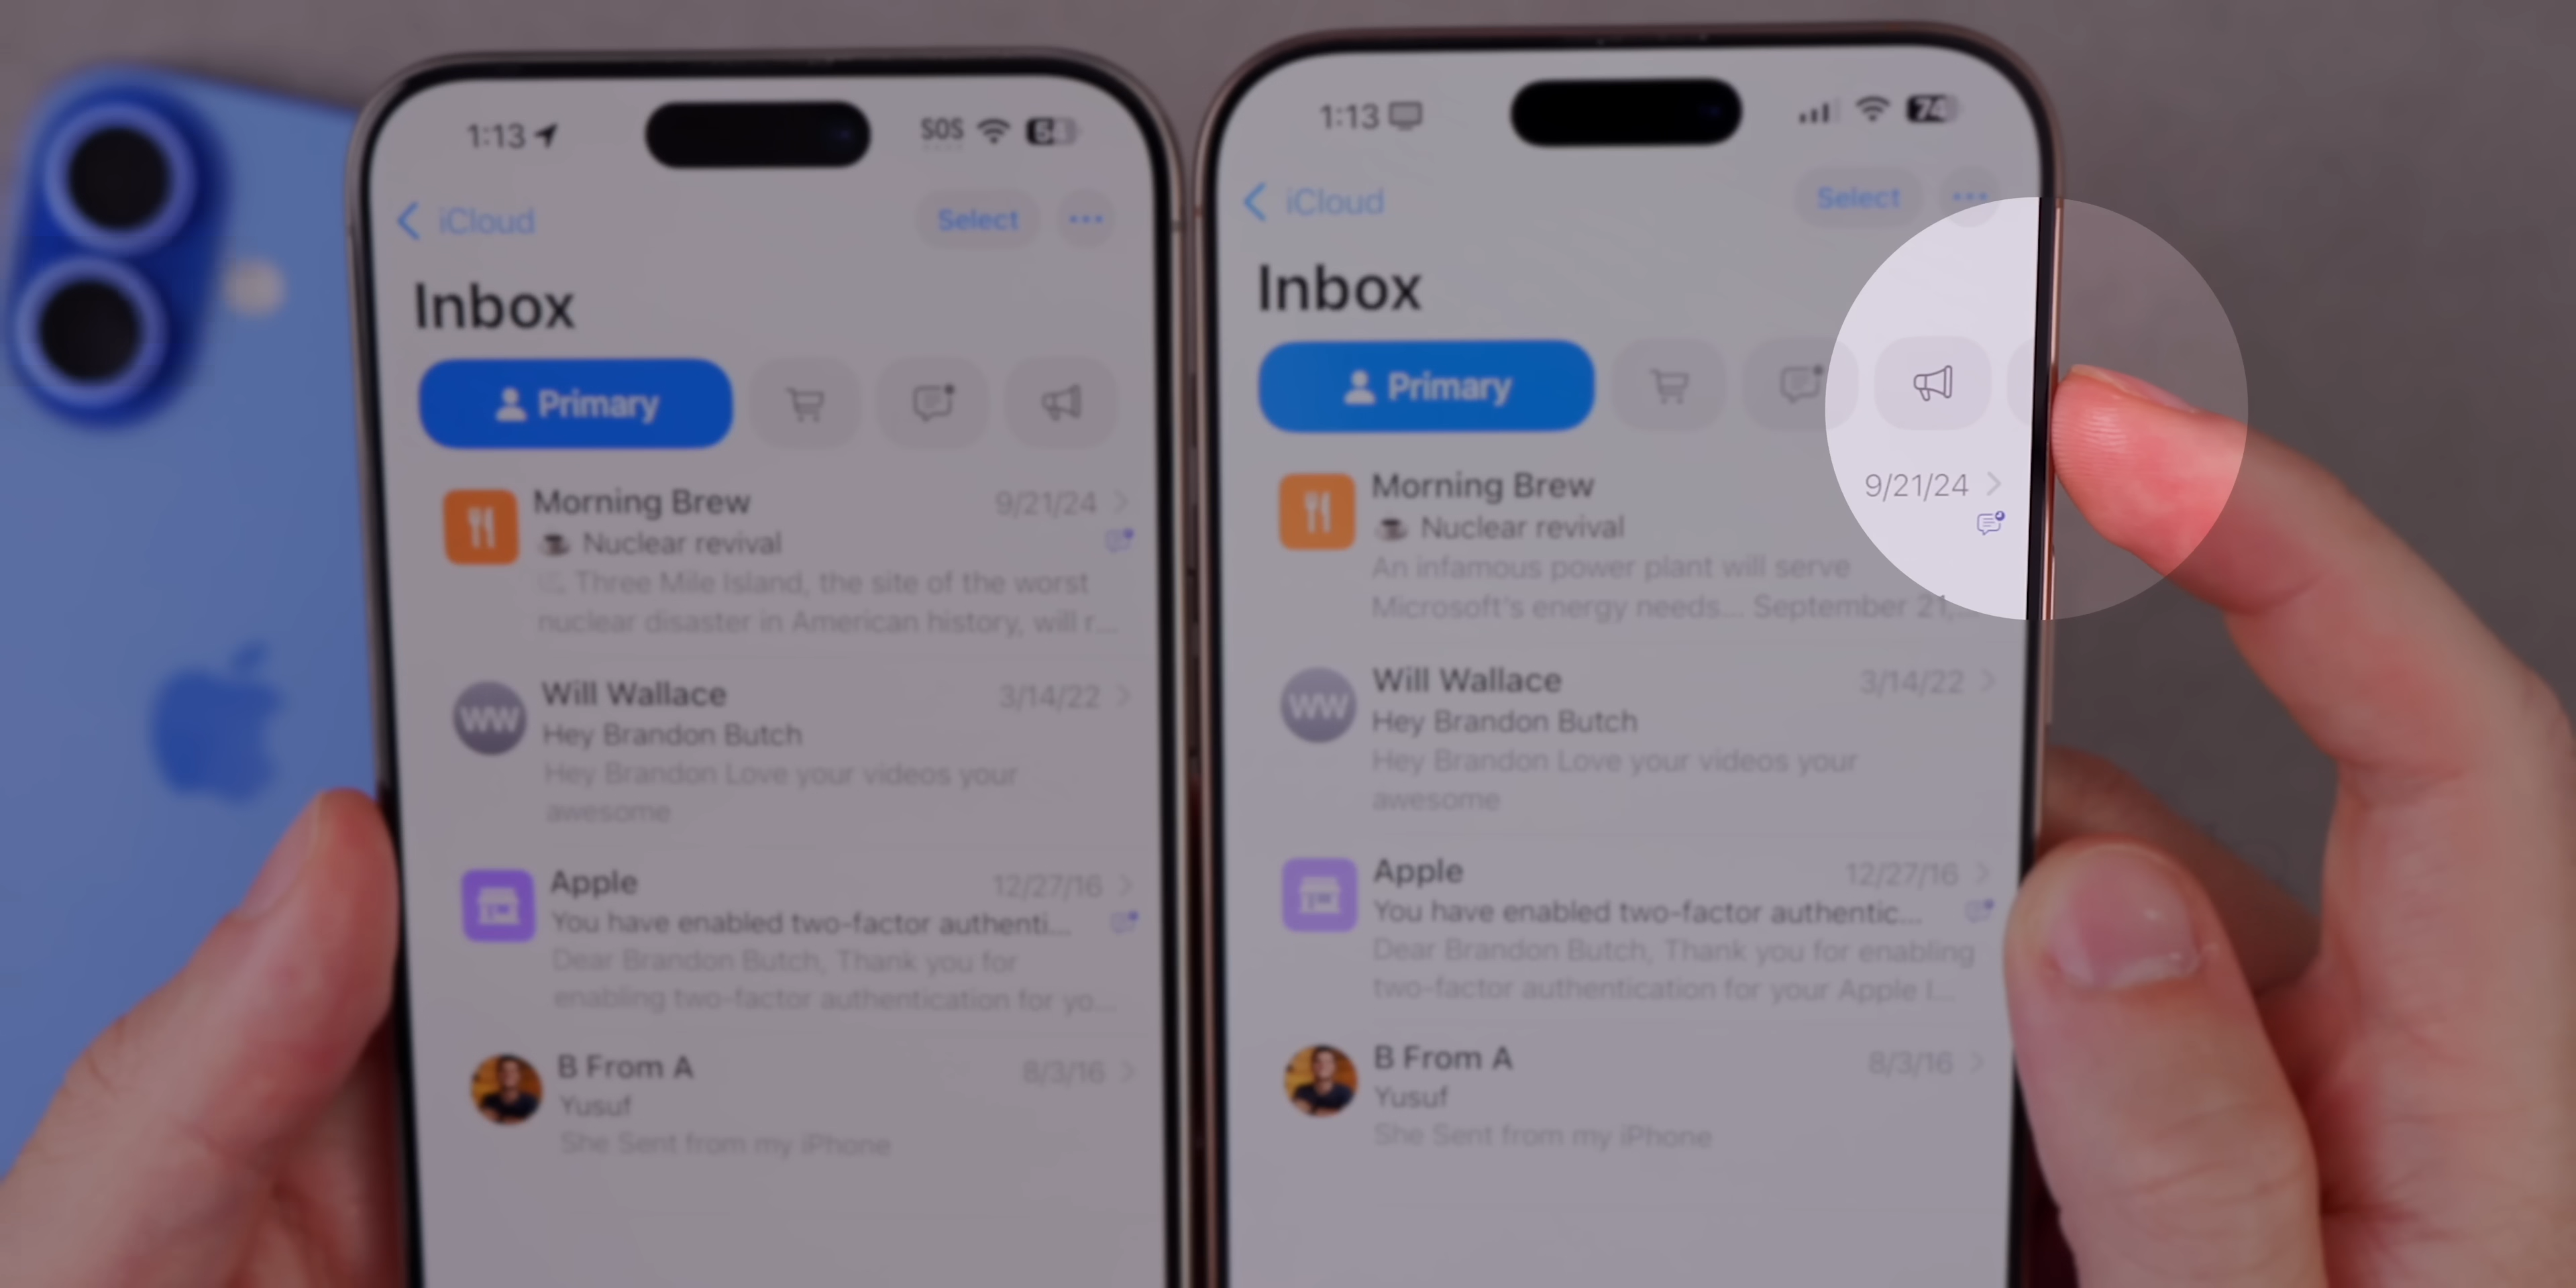 1:13
SOS
54
iCloud
Select
Inbox
Primary
Morning Brew
9/21/24
Nuclear revival
Three Mile Island, the site of the worst
nuclear disaster in American history, will r...
Will Wallace
3/14/22
WW
Hey Brandon Butch
Hey Brandon Love your videos your
awesome
Apple
12/27/16
You have enabled two-factor authenti...
Dear Brandon Butch, Thank you for
enabling two-factor authentication for yo...
B From A
8/3/16
Yusuf
She Sent from my iPhone
1:13
74
iCloud
Select
Inbox
Primary
Morning Brew
9/21/24
Nuclear revival
An infamous power plant will serve
Microsoft's energy needs... September 21,...
Will Wallace
3/14/22
WW
Hey Brandon Butch
Hey Brandon Love your videos your
awesome
Apple
12/27/16
You have enabled two-factor authentic...
Dear Brandon Butch, Thank you for enabling
two-factor authentication for your Apple I...
B From A
8/3/16
Yusuf
She Sent from my iPhone